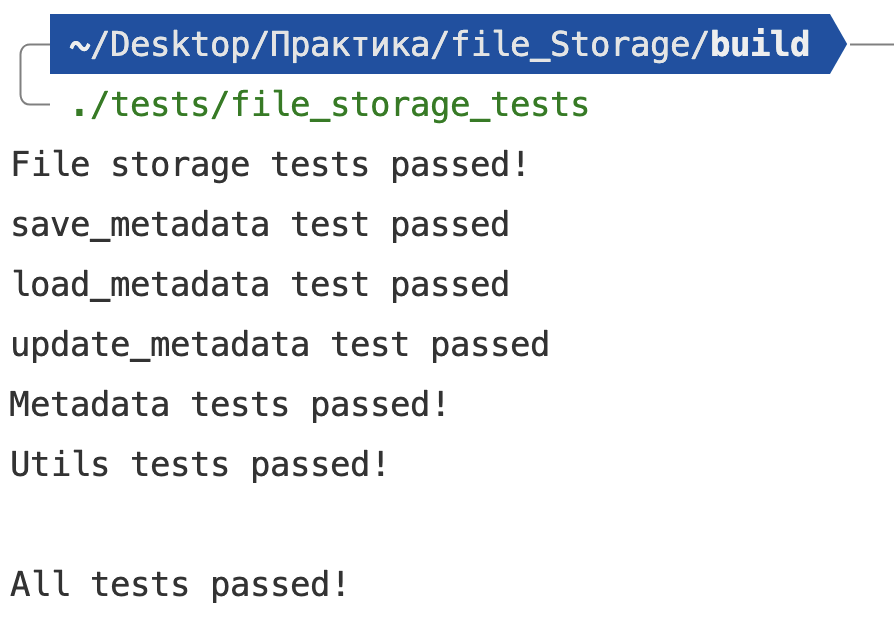 ~/Desktop/Практика/file_Storage/build
./tests/file_storage_tests
File storage tests passed!
save_metadata test passed
load_metadata test passed
update_metadata test passed
Metadata tests passed!
Utils tests passed!
All tests passed!